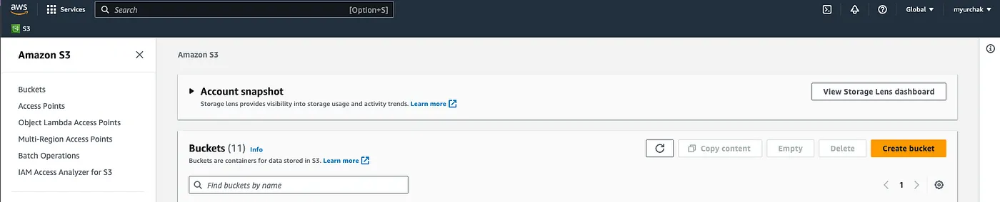 aws Services Search [Option+S] Global myurchak
S3
Amazon S3
Buckets
Access Points
Object Lambda Access Points
Multi-Region Access Points
Batch Operations
IAM Access Analyzer for S3
Amazon S3
Account snapshot View Storage Lens dashboard
Storage lens provides visibility into storage usage and activity trends. Learn more
Buckets (11) Info Copy content Empty Delete Create bucket
Buckets are containers for data stored in S3. Learn more
Find buckets by name 1